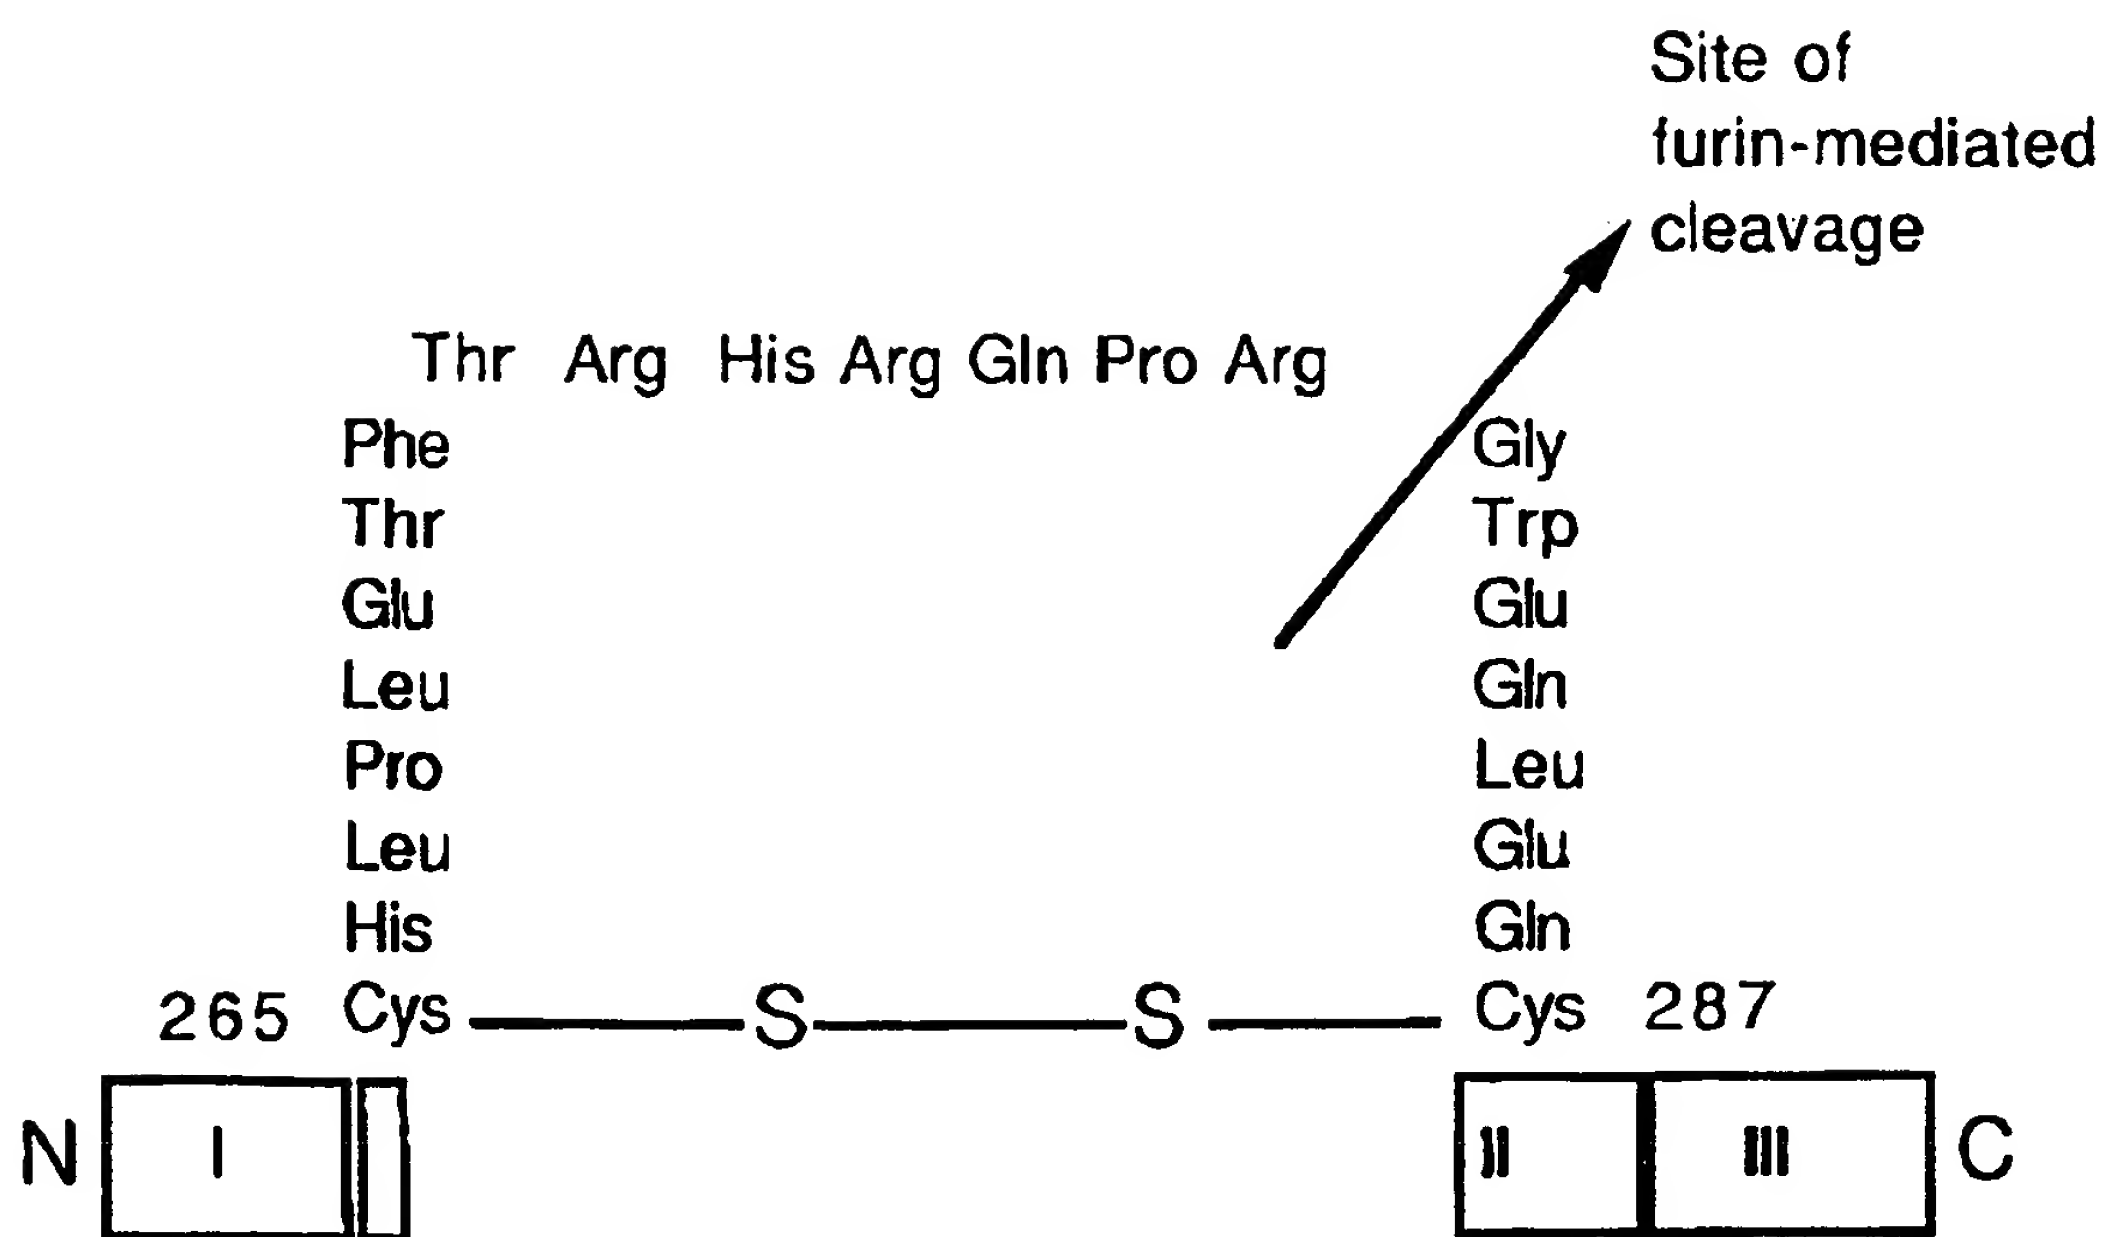 Site of
furin-mediated
cleavage
Thr Arg His Arg Gln Pro Arg
Phe Gly
Thr Trp
Glu Glu
Leu Gln
Pro Leu
Leu Glu
His Gln
265 Cys S S Cys 287
N I II III C